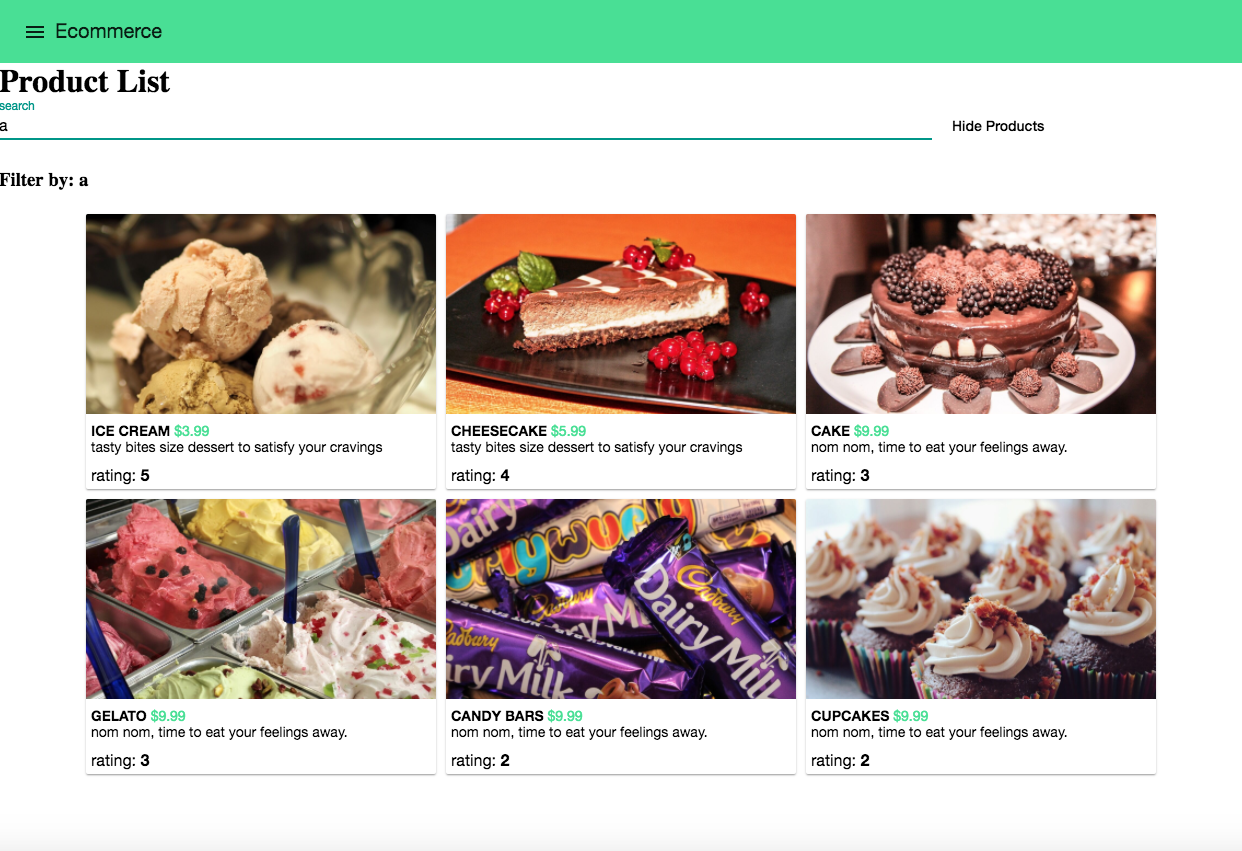 Ecommerce
Product List
search
a
Hide Products
Filter by: a
ICE CREAM $3.99
tasty bites size dessert to satisfy your cravings
rating: 5
CHEESECAKE $5.99
tasty bites size dessert to satisfy your cravings
rating: 4
CAKE $9.99
nom nom, time to eat your feelings away.
rating: 3
Dairy
Curlywurly
Cadbury
Dairy Milk
Cadbury
Dairy Milk
GELATO $9.99
nom nom, time to eat your feelings away.
rating: 3
CANDY BARS $9.99
nom nom, time to eat your feelings away.
rating: 2
CUPCAKES $9.99
nom nom, time to eat your feelings away.
rating: 2